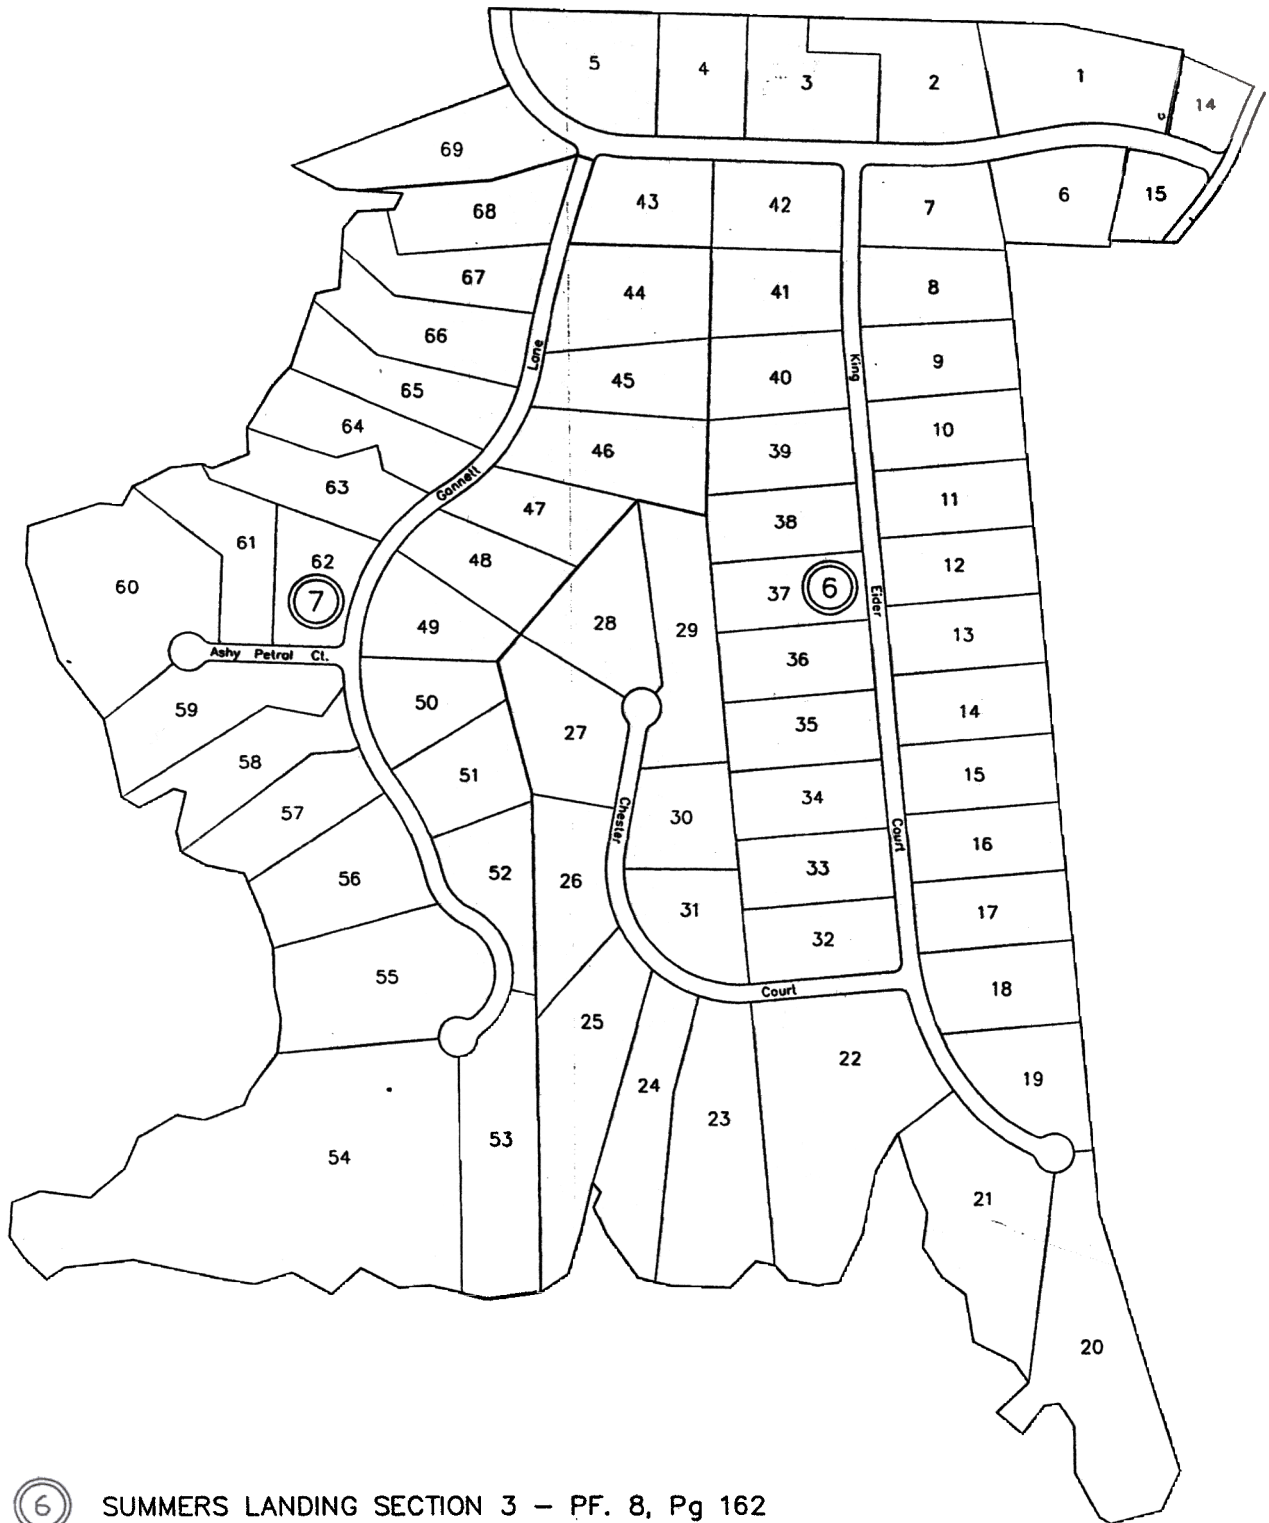 5 4 3 2 1 14
69
68 43 42 7 6 15
67 44 41 8
66 Lane
65 45 40 King 9
64 46 39 10
63 Gannett 47 38 11
60 61 62 7 48 37 6 Eider 12
49 28 29 36 13
Ashy Petrol Ct.
59 50 27 35 14
58 51 34 15
57 Chester 30 33 Court 16
56 52 26 31 32 17
55 25 Court 18
24 22 19
54 53 23 21
20
6 SUMMERS LANDING SECTION 3 – PF. 8, Pg 162